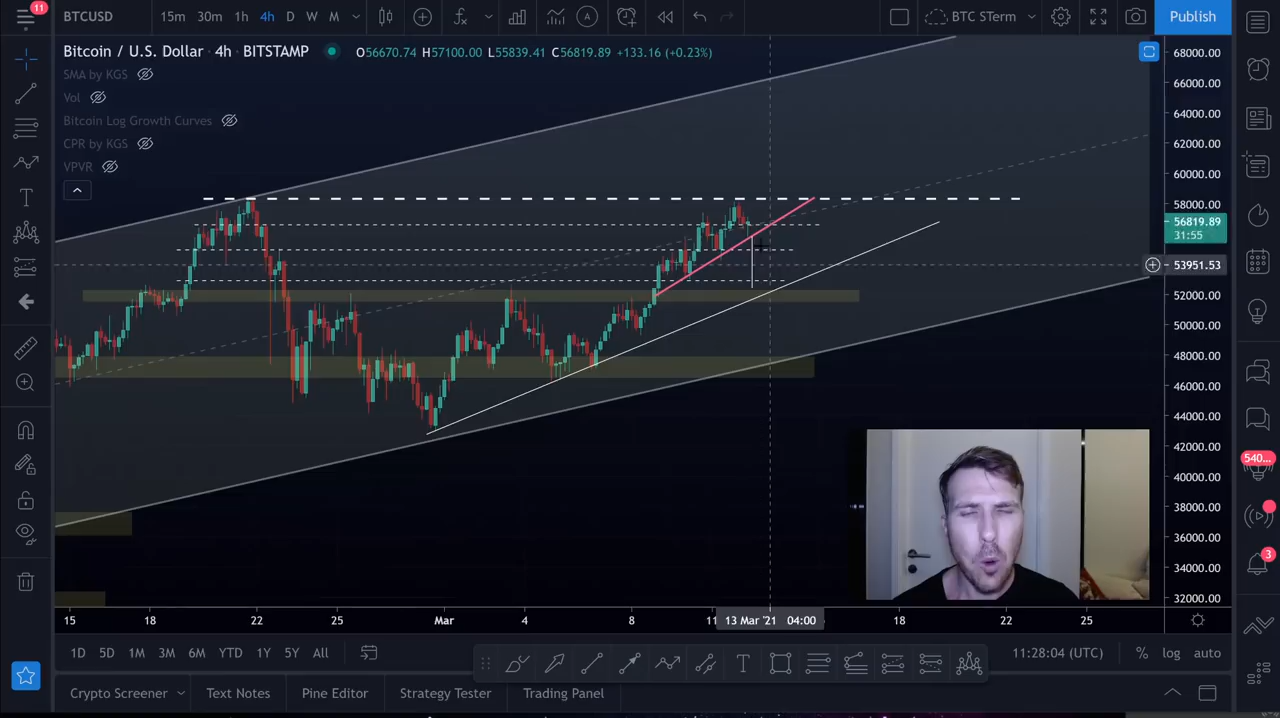 11 BTCUSD 15m 30m 1h 4h D W M BTC STerm Publish
Bitcoin / U.S. Dollar · 4h · BITSTAMP O56670.74 H57100.00 L55839.41 C56819.89 +133.16 (+0.23%)
SMA by KGS
Vol
Bitcoin Log Growth Curves
CPR by KGS
VPVR
68000.00
66000.00
64000.00
62000.00
60000.00
58000.00
56819.89
31:55
53951.53
52000.00
50000.00
48000.00
46000.00
44000.00
42000.00
40000.00
38000.00
36000.00
34000.00
32000.00
540...
3
15 18 22 25 Mar 4 8 11 13 Mar '21 04:00 18 22 25
1D 5D 1M 3M 6M YTD 1Y 5Y All 11:28:04 (UTC) % log auto
Crypto Screener Text Notes Pine Editor Strategy Tester Trading Panel